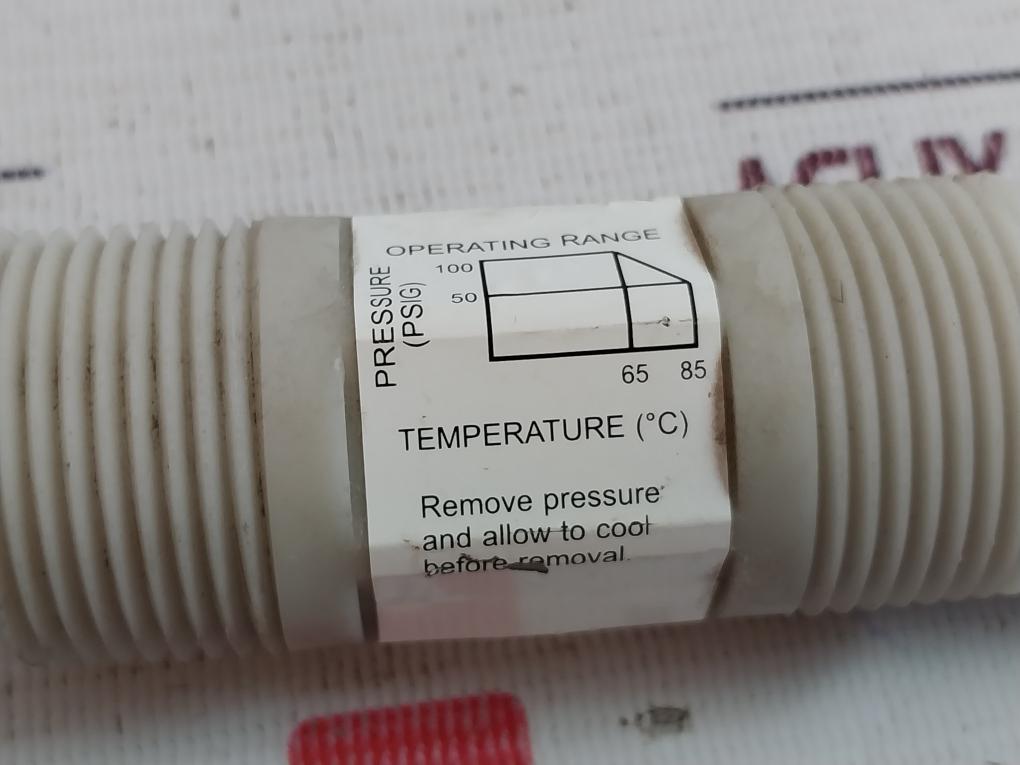 OPERATING RANGE
PRESSURE
(PSIG)
100
50
65 85
TEMPERATURE (°C)
Remove pressure
and allow to cool
before removal.